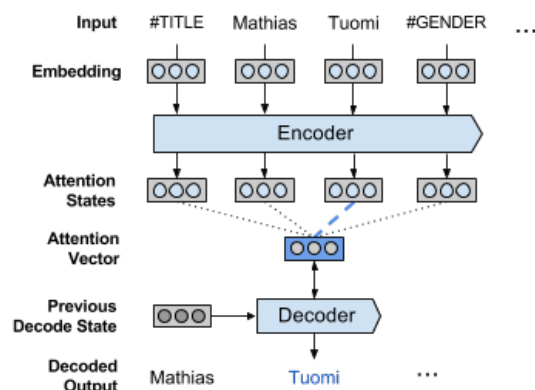 Input #TITLE Mathias Tuomi #GENDER ...
Embedding
Encoder
Attention
States
Attention
Vector
Previous
Decode State
Decoder
Decoded
Output Mathias Tuomi ...